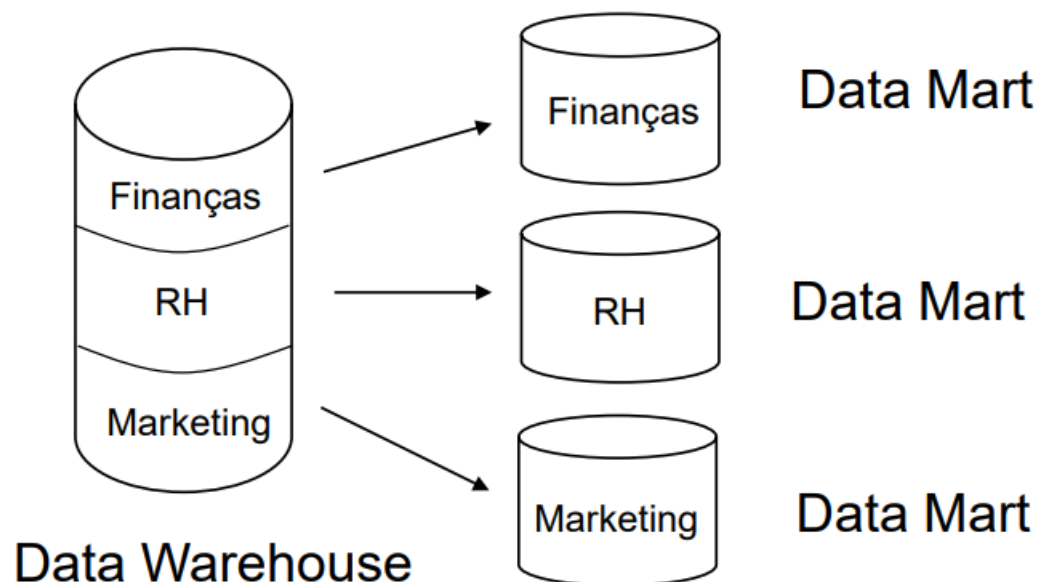 Finanças
RH
Marketing
Data Warehouse
Finanças
Data Mart
RH
Data Mart
Marketing
Data Mart